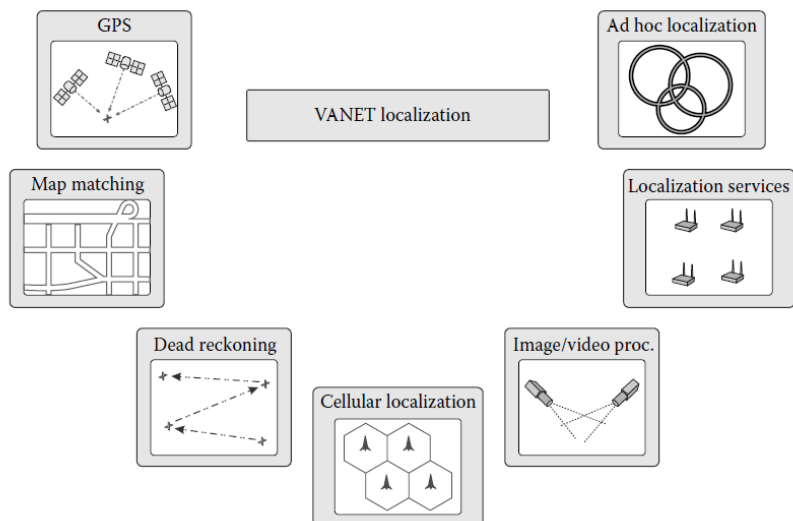 GPS
Ad hoc localization
VANET localization
Map matching
Localization services
Dead reckoning
Image/video proc.
Cellular localization